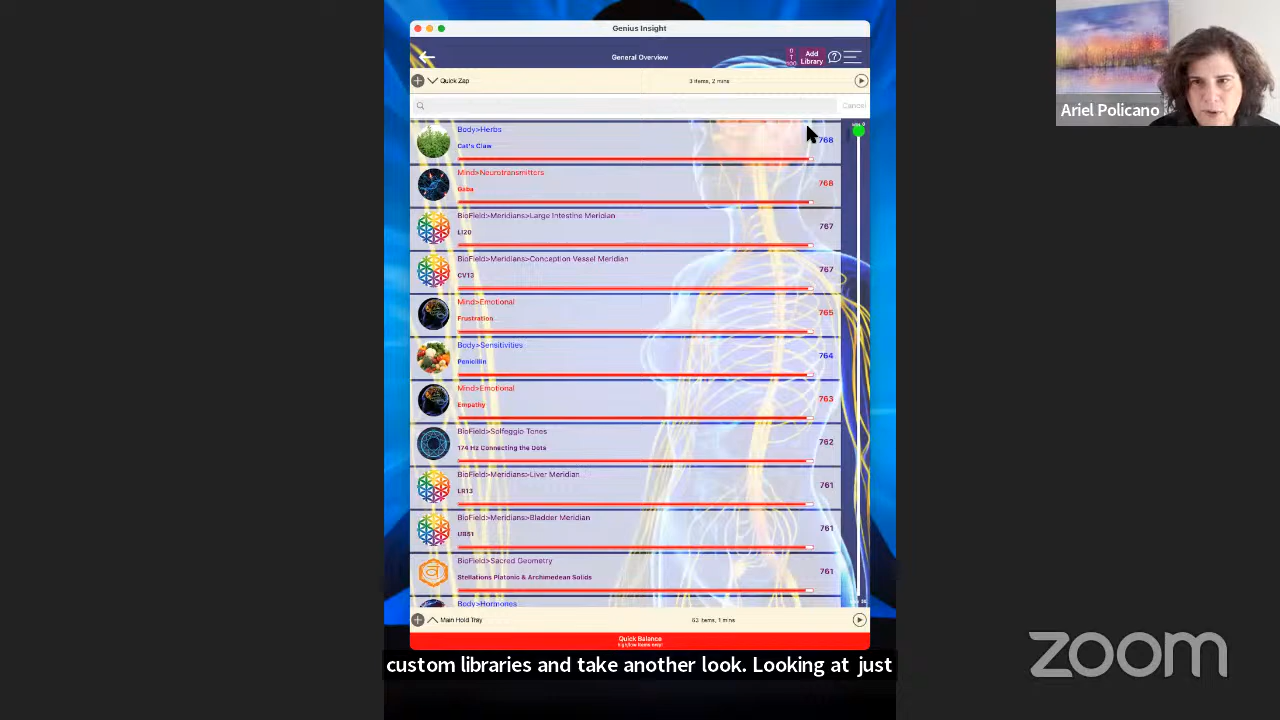 Genius Insight
General Overview
Add
Library
Quick Zap
3 items, 2 mins
Cancel
Body>Herbs
Cat's Claw
768
Mind>Neurotransmitters
Gaba
768
BioField>Meridians>Large Intestine Meridian
LI20
767
BioField>Meridians>Conception Vessel Meridian
CV13
767
Mind>Emotional
Frustration
765
Body>Sensitivities
Penicillin
764
Mind>Emotional
Empathy
763
BioField>Solfeggio Tones
174 Hz Connecting the Dots
762
BioField>Meridians>Liver Meridian
LR13
761
BioField>Meridians>Bladder Meridian
UB51
761
BioField>Sacred Geometry
Stellations Platonic & Archimedean Solids
761
Body>Hormones
Main Hold Tray
63 items, 1 mins
Quick Balance
custom libraries and take another look. Looking at just
Ariel Policano
zoom